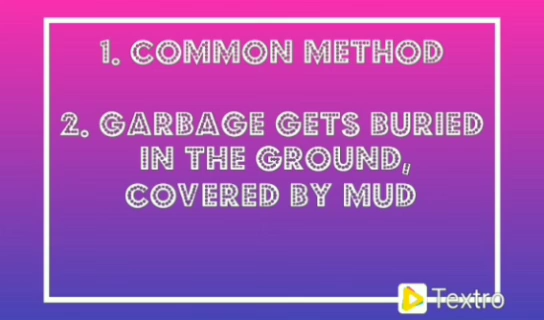 1. COMMON METHOD
2. GARBAGE GETS BURIED
IN THE GROUND,
COVERED BY MUD
Textro